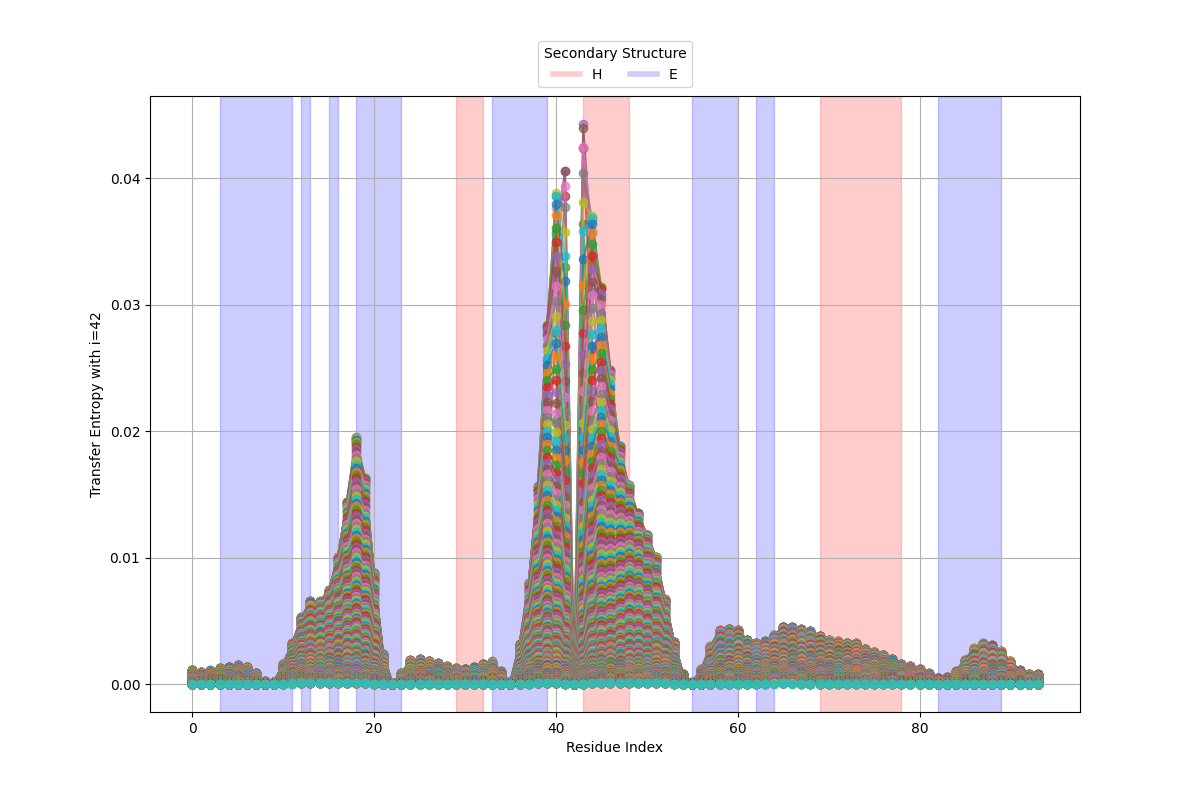 Secondary Structure
H E
0.04
0.03
0.02
0.01
0.00
Transfer Entropy with i=42
0 20 40 60 80
Residue Index